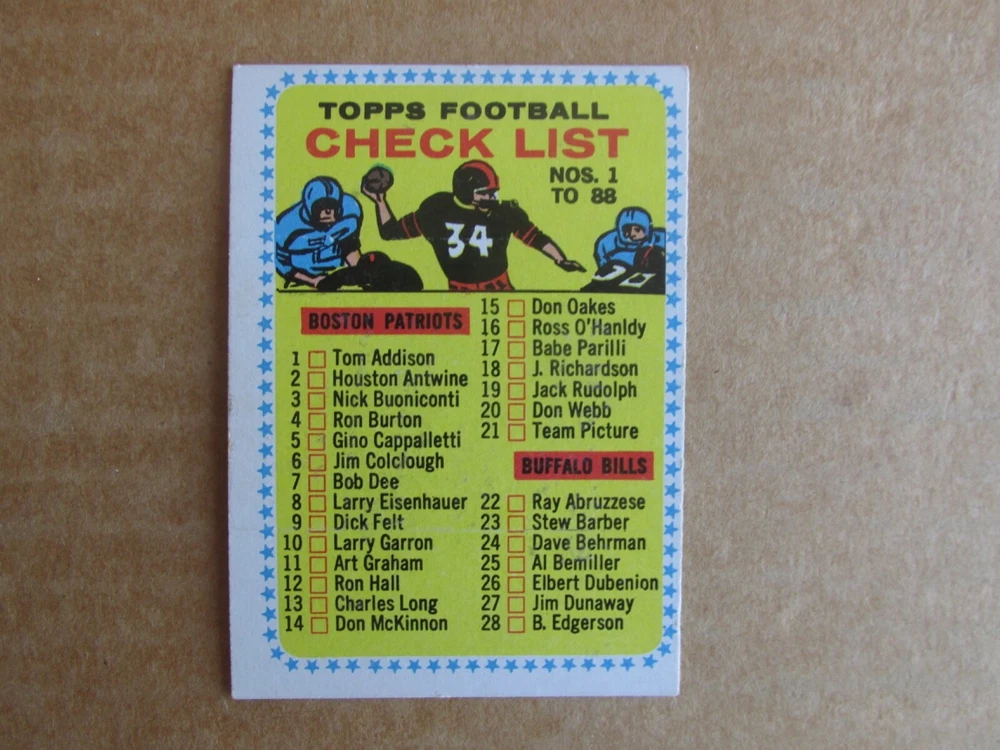 TOPPS FOOTBALL
CHECK LIST
NOS. 1
TO 88
34
BOSTON PATRIOTS
1 Tom Addison
2 Houston Antwine
3 Nick Buoniconti
4 Ron Burton
5 Gino Cappalletti
6 Jim Colclough
7 Bob Dee
8 Larry Eisenhauer
9 Dick Felt
10 Larry Garron
11 Art Graham
12 Ron Hall
13 Charles Long
14 Don McKinnon
15 Don Oakes
16 Ross O'Hanldy
17 Babe Parilli
18 J. Richardson
19 Jack Rudolph
20 Don Webb
21 Team Picture
BUFFALO BILLS
22 Ray Abruzzese
23 Stew Barber
24 Dave Behrman
25 Al Bemiller
26 Elbert Dubenion
27 Jim Dunaway
28 B. Edgerson